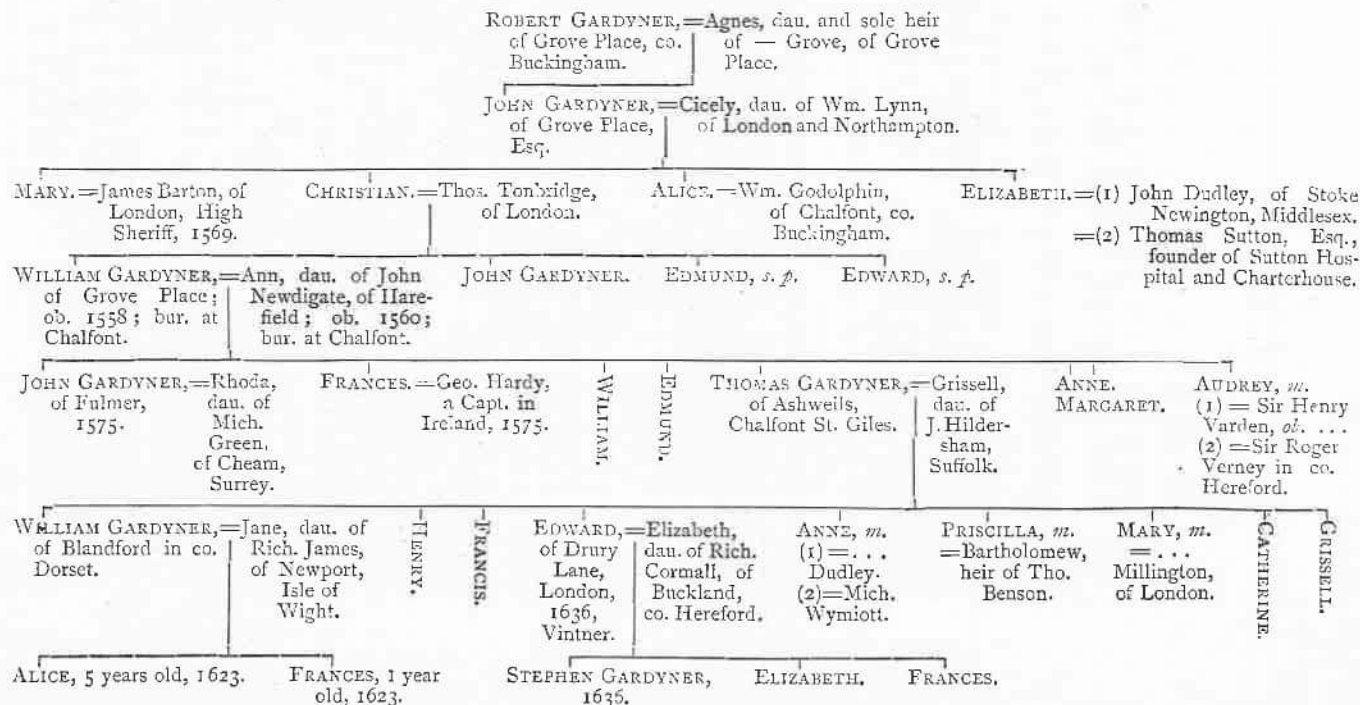 ROBERT GARDYNER,=Agnes, dau. and sole heir
of Grove Place, co. of — Grove, of Grove
Buckingham. Place.
JOHN GARDYNER,=Cicely, dau. of Wm. Lynn,
of Grove Place, of London and Northampton.
Esq.
MARY.=James Barton, of
London, High
Sheriff, 1569.
CHRISTIAN.=Thos. Tonbridge,
of London.
ALICE.—Wm. Godolphin,
of Chalfont, co.
Buckingham.
ELIZABETH.=(1) John Dudley, of Stoke
Newington, Middlesex.
=(2) Thomas Sutton, Esq.,
founder of Sutton Hos-
pital and Charterhouse.
WILLIAM GARDYNER,=Ann, dau. of John
of Grove Place; Newdigate, of Hare-
ob. 1558; bur. at field; ob. 1560;
Chalfont. bur. at Chalfont.
JOHN GARDYNER.
EDMUND, s. p.
EDWARD, s. p.
JOHN GARDYNER,=Rhoda,
of Fulmer, dau. of
1575. Mich.
Green,
of Cheam,
Surrey.
FRANCES.—Geo. Hardy,
a Capt. in
Ireland, 1575.
WILLIAM.
EDMUND.
THOMAS GARDYNER,=Grissell,
of Ashwells, dau. of
Chalfont St. Giles. J. Hilder-
sham,
Suffolk.
ANNE.
MARGARET.
AUDREY, m.
(1) = Sir Henry
Varden, ob. ...
(2) =Sir Roger
Verney in co.
Hereford.
WILLIAM GARDYNER,=Jane, dau. of
of Blandford in co. Rich. James,
Dorset. of Newport,
Isle of
Wight.
HENRY.
FRANCIS.
EDWARD,=Elizabeth,
of Drury dau. of Rich.
Lane, Cormall, of
London, Buckland,
1636, co. Hereford.
Vintner.
ANNE, m.
(1)=...
Dudley.
(2)=Mich.
Wymiott.
PRISCILLA, m.
=Bartholomew,
heir of Tho.
Benson.
MARY, m.
=...
Millington,
of London.
CATHERINE.
GRISSELL.
ALICE, 5 years old, 1623.
FRANCES, 1 year
old, 1623.
STEPHEN GARDYNER,
1636.
ELIZABETH.
FRANCES.